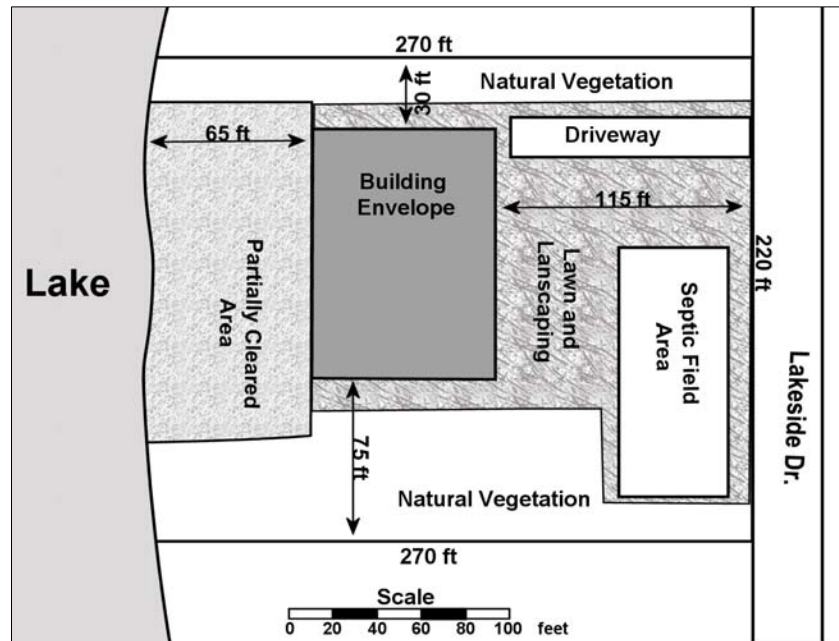 270 ft
Natural Vegetation
30 ft
65 ft
Driveway
Building
Envelope
115 ft
220 ft
Lake
Partially Cleared
Area
Lawn and
Lanscaping
Septic Field
Area
Lakeside Dr.
75 ft
Natural Vegetation
270 ft
Scale
0 20 40 60 80 100 feet